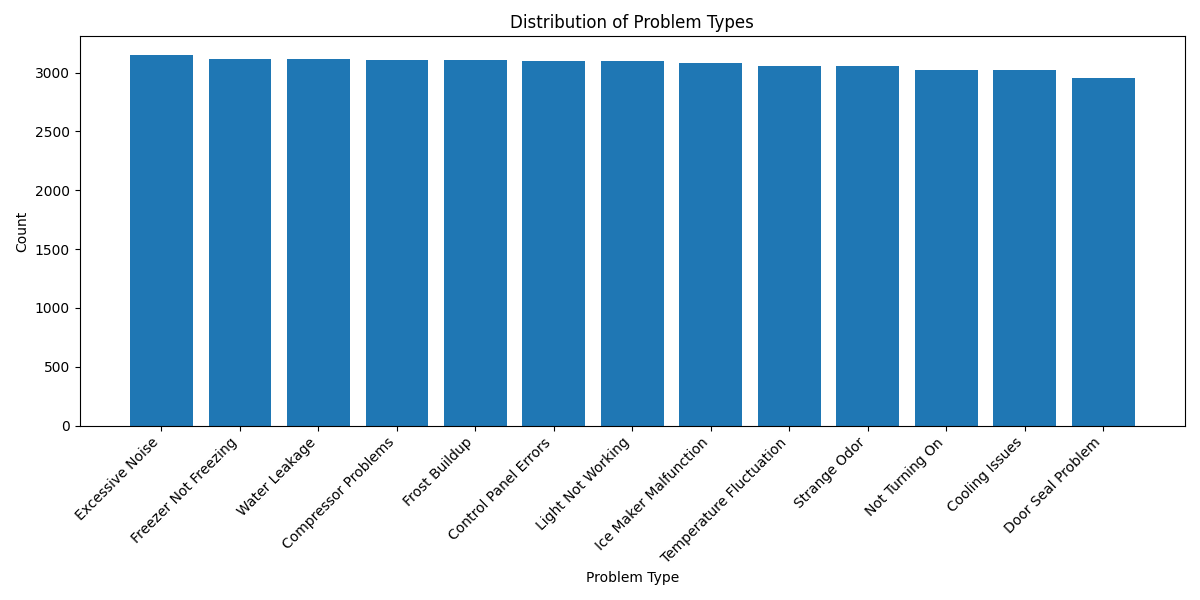 Distribution of Problem Types
Count
3000
2500
2000
1500
1000
500
0
Excessive Noise
Freezer Not Freezing
Water Leakage
Compressor Problems
Frost Buildup
Control Panel Errors
Light Not Working
Ice Maker Malfunction
Temperature Fluctuation
Strange Odor
Not Turning On
Cooling Issues
Door Seal Problem
Problem Type